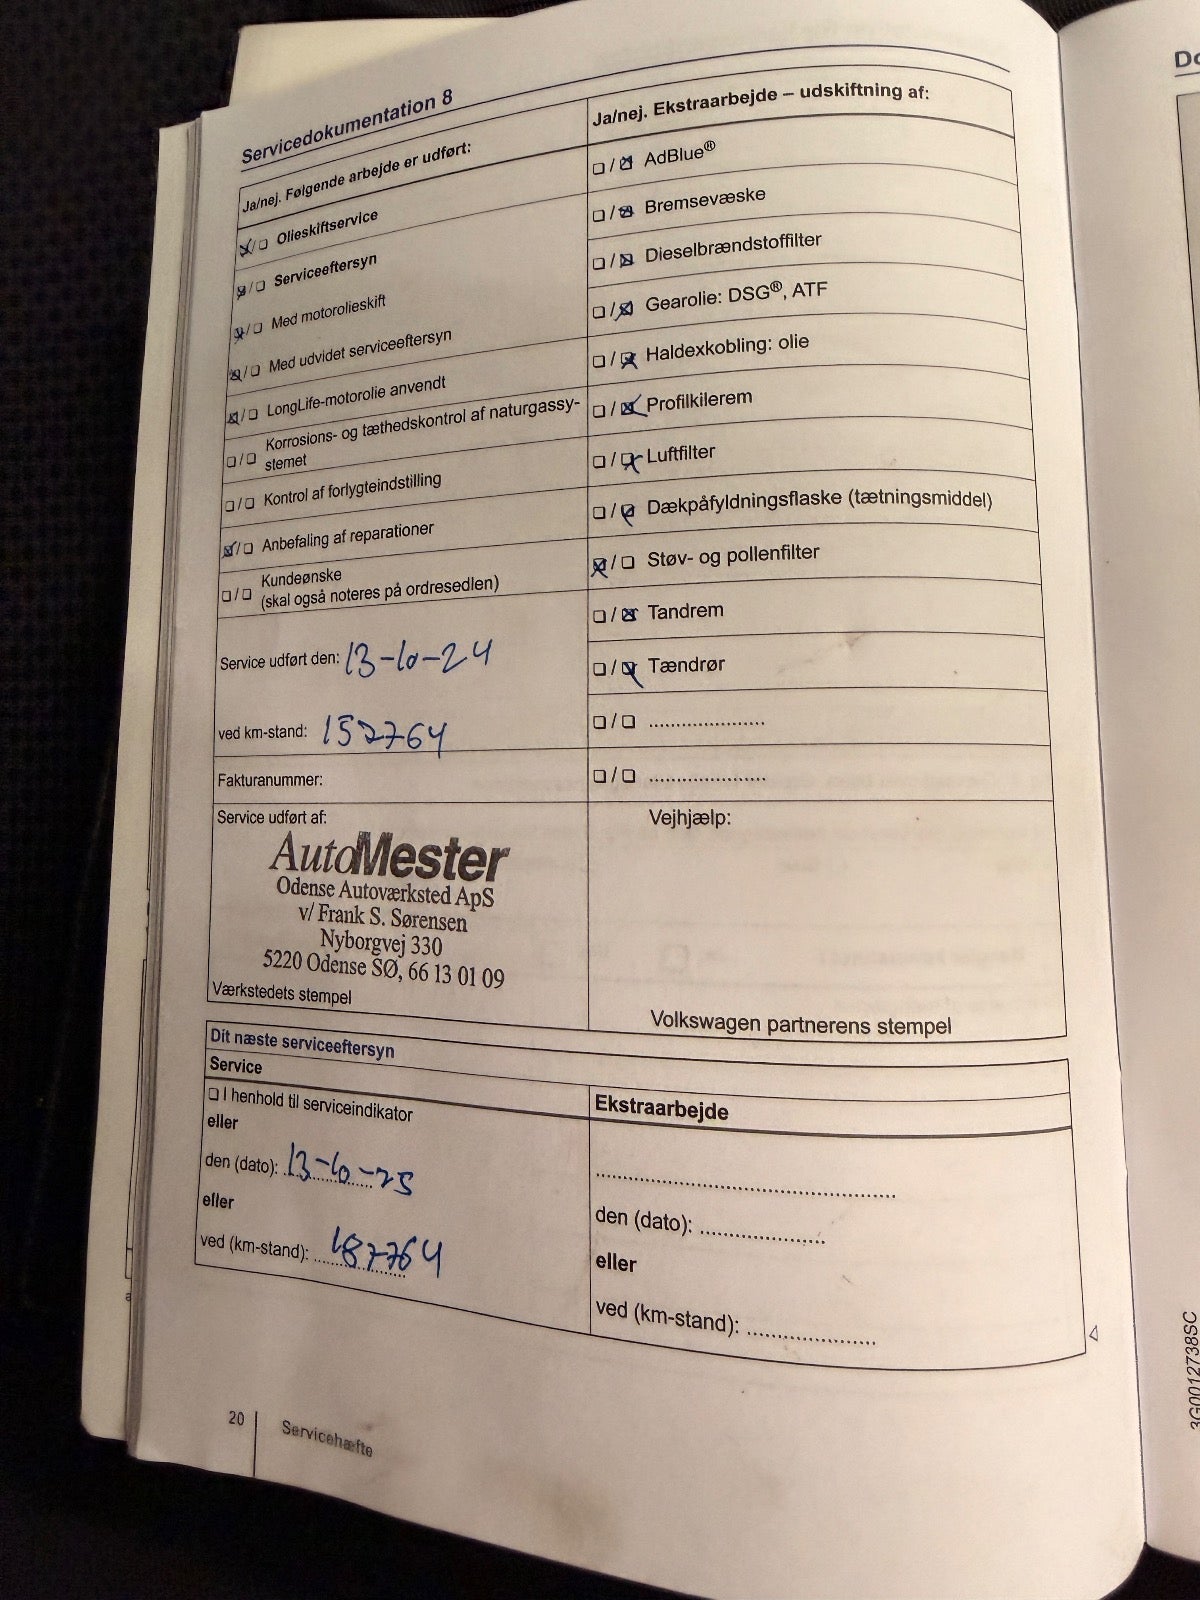 Servicedokumentation 8
Ja/nej. Følgende arbejde er udført:
☒/☐ Olieskiftservice
☒/☐ Serviceeftersyn
☒/☐ Med motorolieskift
☒/☐ Med udvidet serviceeftersyn
☒/☐ LongLife-motorolie anvendt
☐/☐ Korrosions- og tæthedskontrol af naturgassy-
stemet
☐/☐ Kontrol af forlygteindstilling
☒/☐ Anbefaling af reparationer
☐/☐ Kundeønske
(skal også noteres på ordresedlen)
Service udført den: 13-10-24
ved km-stand: 152764
Fakturanummer:
Service udført af:
AutoMester
Odense Autoværksted ApS
v/ Frank S. Sørensen
Nyborgvej 330
5220 Odense SØ, 66 13 01 09
Værkstedets stempel
Ja/nej. Ekstraarbejde – udskiftning af:
☐/☒ AdBlue®
☐/☒ Bremsevæske
☐/☒ Dieselbrændstoffilter
☐/☒ Gearolie: DSG®, ATF
☐/☒ Haldexkobling: olie
☐/☒ Profilkilerem
☐/☒ Luftfilter
☐/☒ Dækpåfyldningsflaske (tætningsmiddel)
☒/☐ Støv- og pollenfilter
☐/☒ Tandrem
☐/☒ Tændrør
☐/☐ .....................
☐/☐ .....................
Vejhjælp:
Volkswagen partnerens stempel
Dit næste serviceeftersyn
Service
☐ I henhold til serviceindikator
eller
den (dato): 13-10-25
eller
ved (km-stand): 187764
Ekstraarbejde
.....................
den (dato): .....................
eller
ved (km-stand): .....................
20
Servicehæfte
3G0012738SC